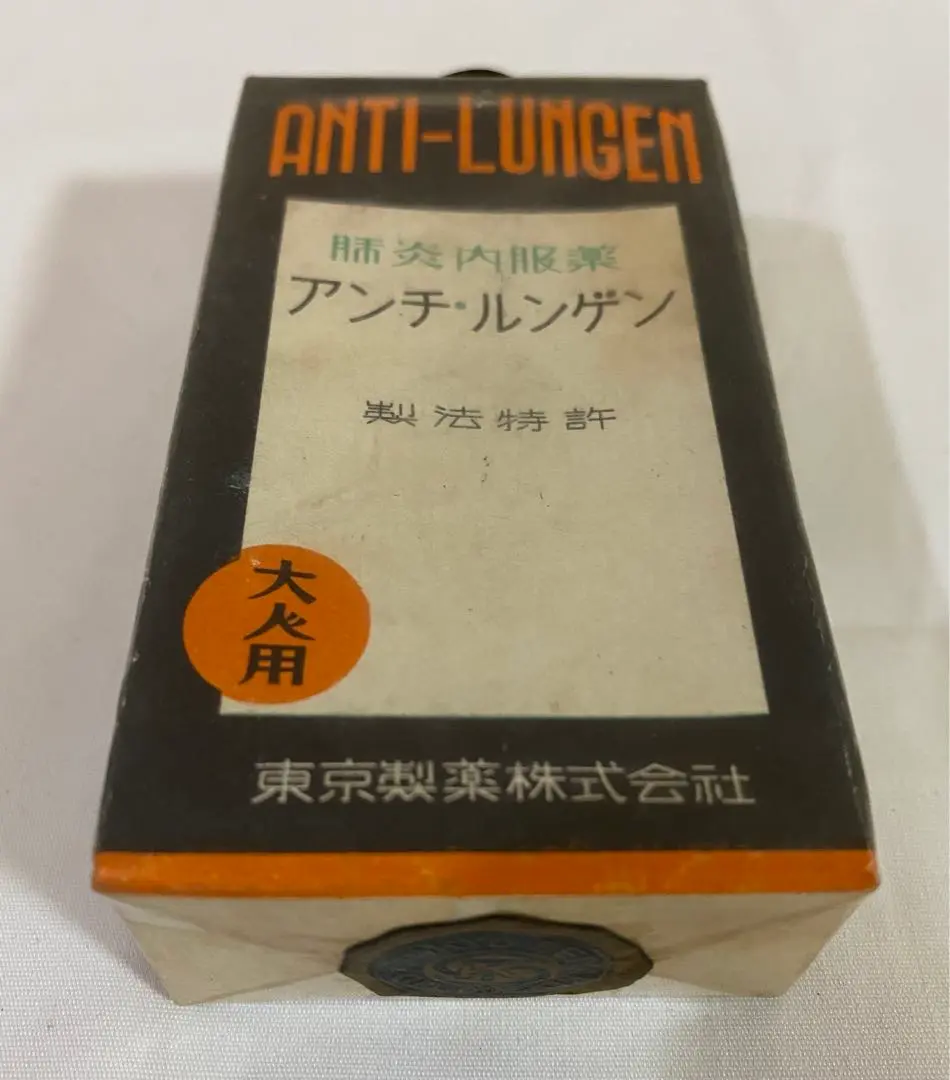 ANTI-LUNGEN
肺炎内服薬
アンチ・ルンゲン
製法特許
大人用
東京製薬株式会社